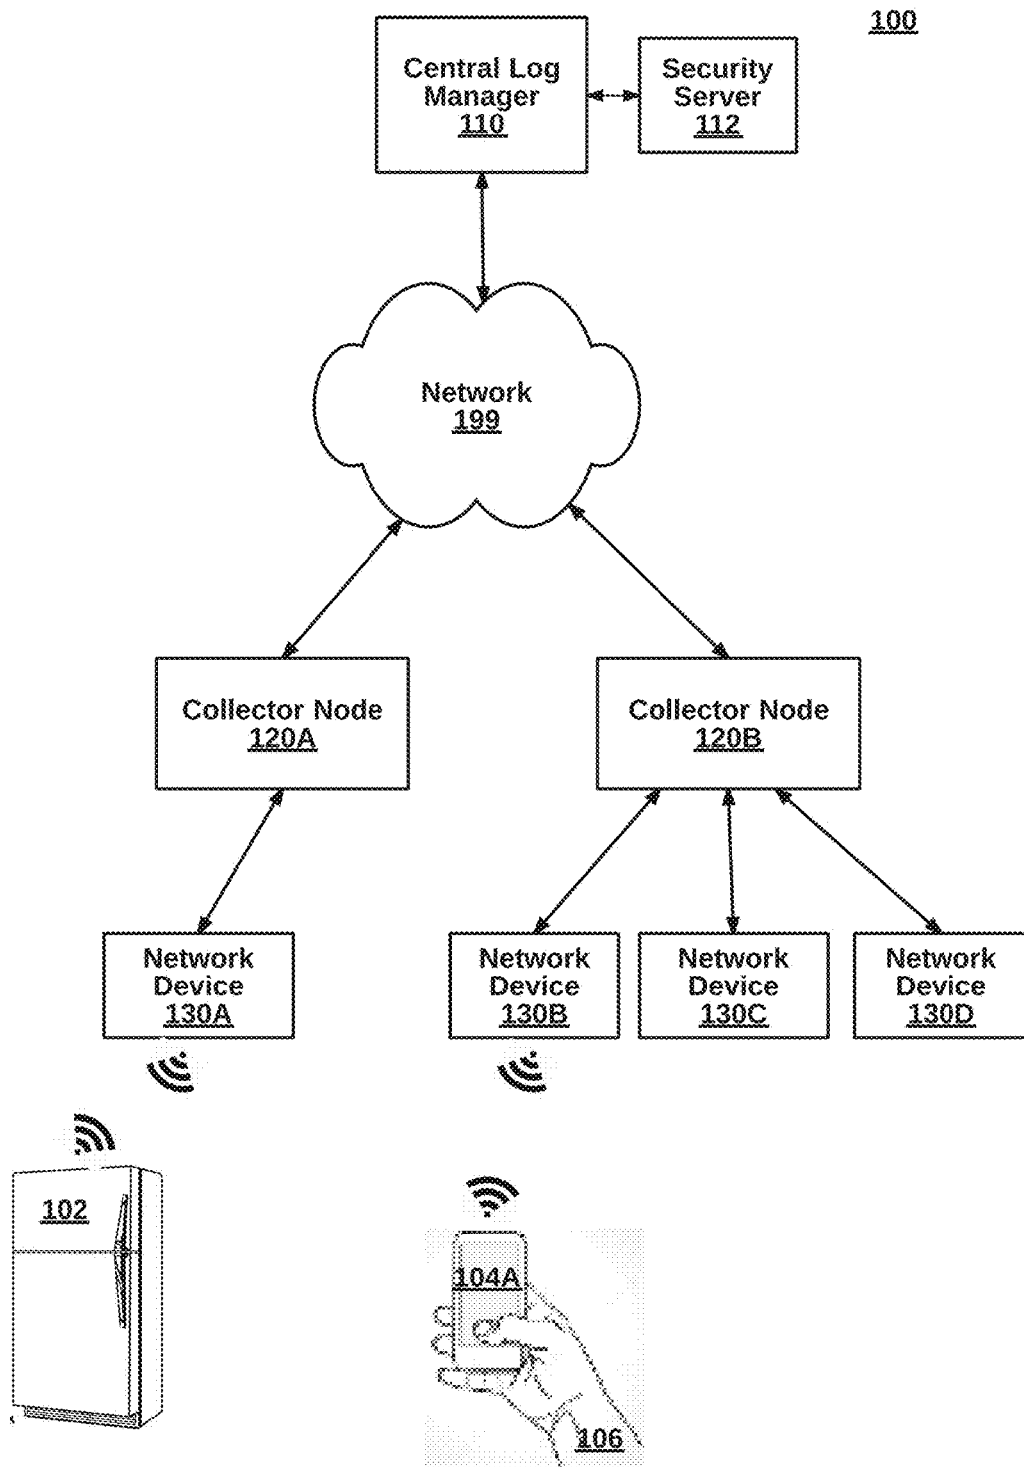 100
Central Log
Manager
110
Security
Server
112
Network
199
Collector Node
120A
Collector Node
120B
Network
Device
130A
Network
Device
130B
Network
Device
130C
Network
Device
130D
102
104A
106